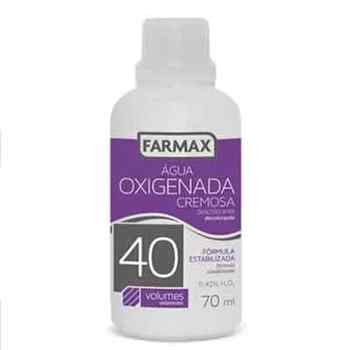 FARMAX
ÁGUA
OXIGENADA
CREMOSA
40
volumes
FÓRMULA
ESTABILIZADA
70 ml